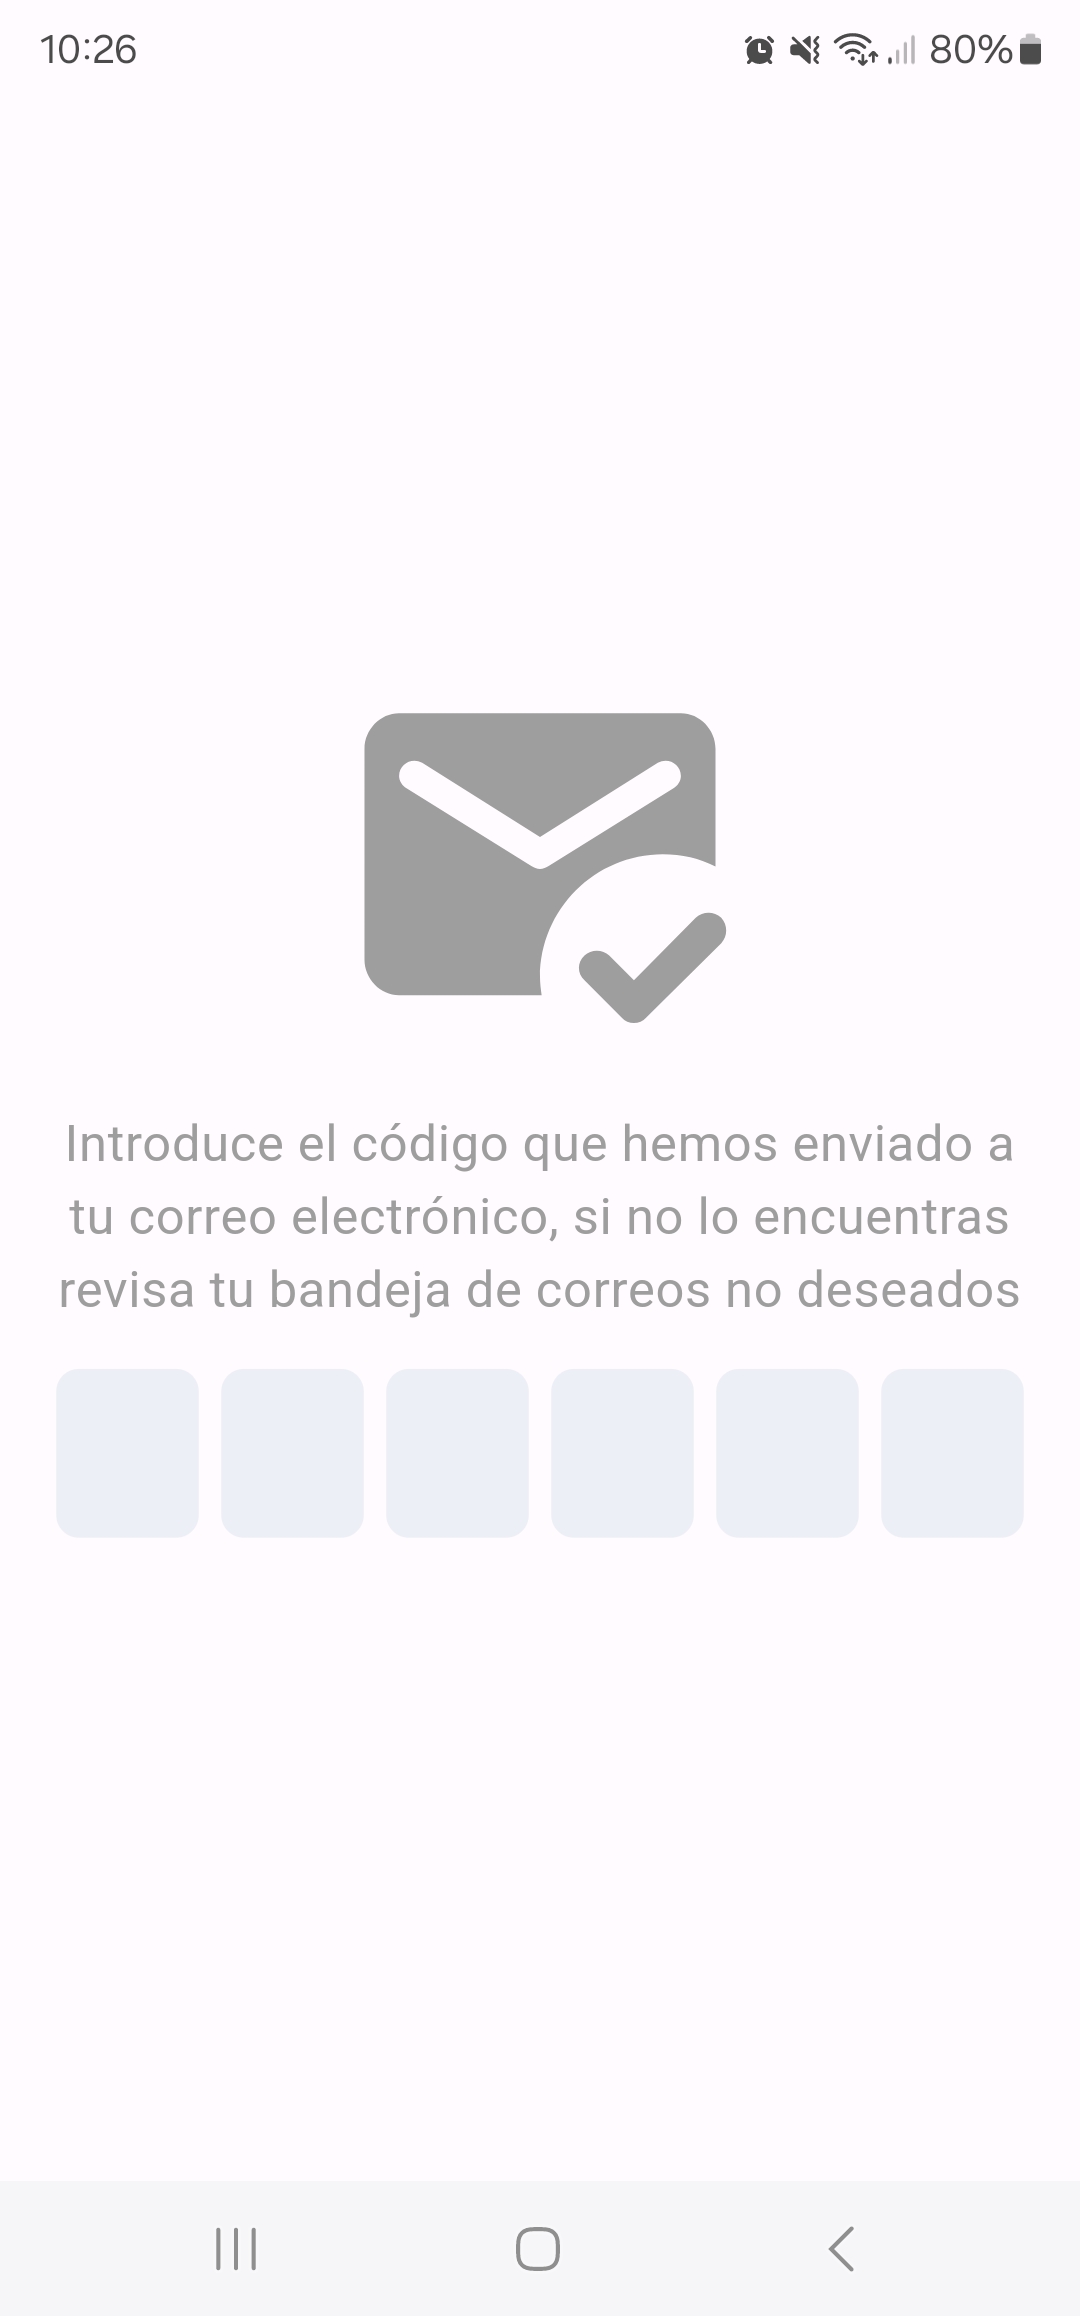 10:26
80%
Introduce el código que hemos enviado a
tu correo electrónico, si no lo encuentras
revisa tu bandeja de correos no deseados